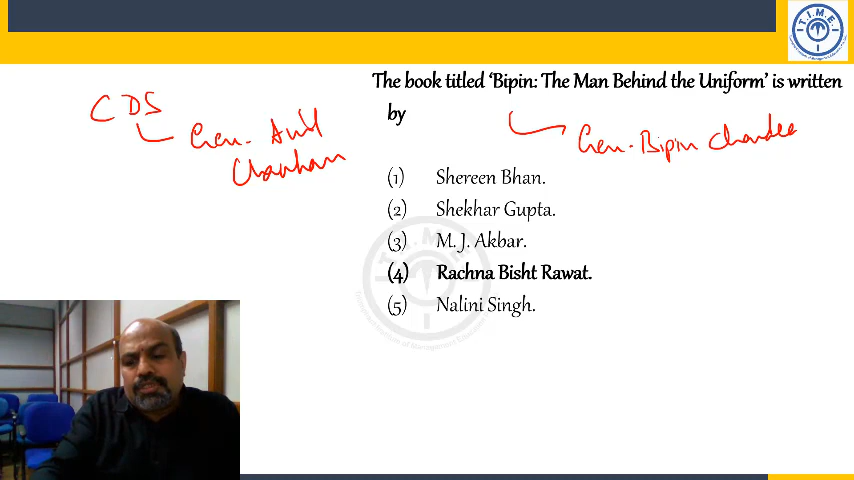 T.I.M.E.
The book titled ‘Bipin: The Man Behind the Uniform’ is written
by
CDS
Gen. Anil
Chauhan
Gen. Bipin
(1) Shereen Bhan.
(2) Shekhar Gupta.
(3) M. J. Akbar.
(4) Rachna Bisht Rawat.
(5) Nalini Singh.